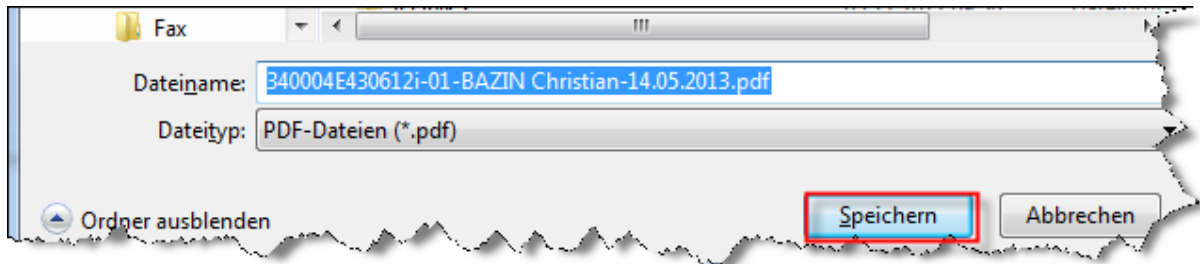 Fax
Dateiname: 340004E430612i-01-BAZIN Christian-14.05.2013.pdf
Dateityp: PDF-Dateien (*.pdf)
Ordner ausblenden Speichern Abbrechen